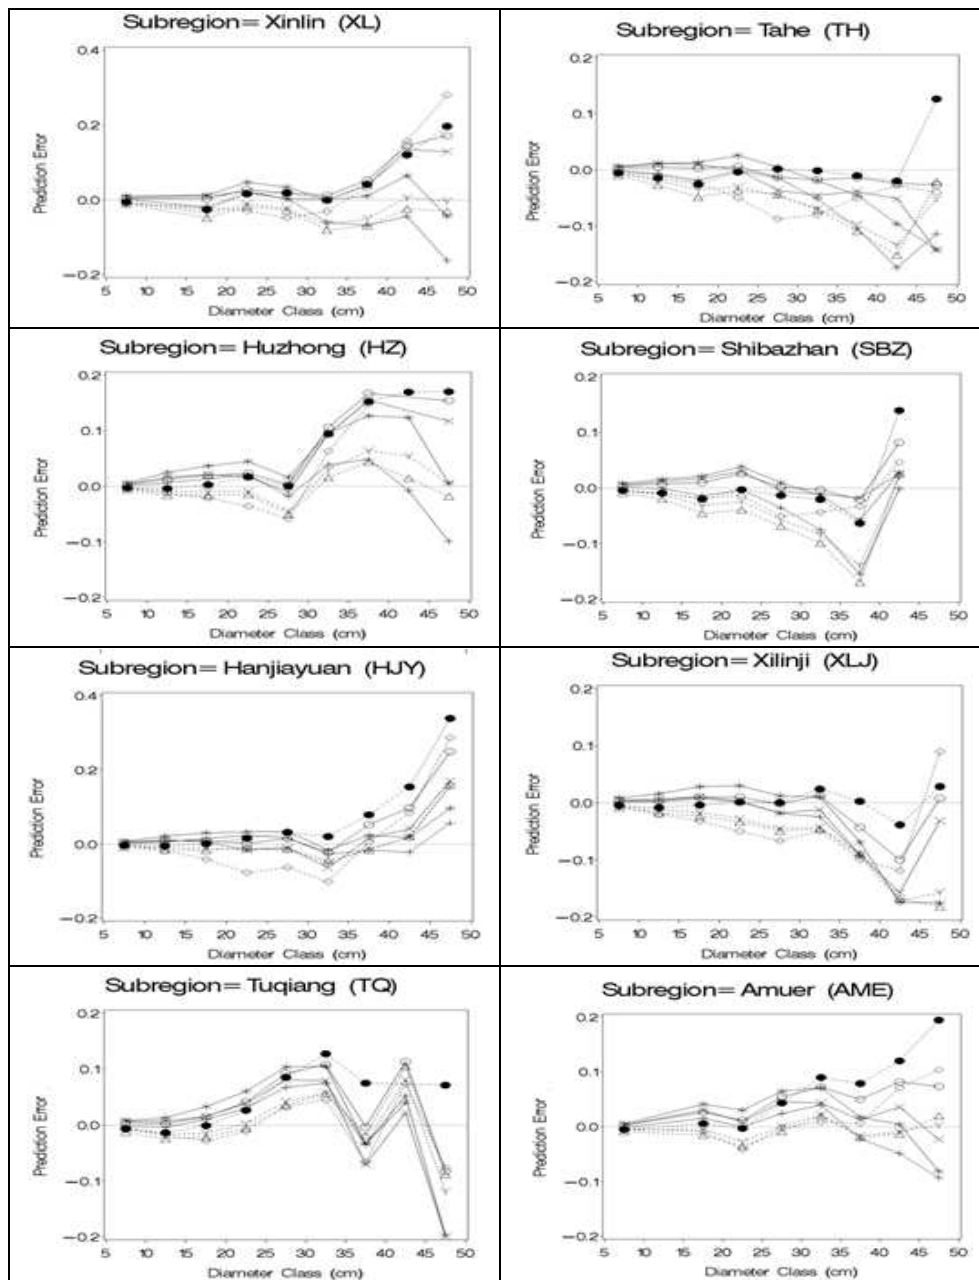 Subregion= Xinlin (XL)
0.4
0.2
0.0
−0.2
Prediction Error
5 10 15 20 25 30 35 40 45 50
Diameter Class (cm)
Subregion= Tahe (TH)
0.2
0.1
0.0
−0.1
−0.2
Prediction Error
5 10 15 20 25 30 35 40 45 50
Diameter Class (cm)
Subregion= Huzhong (HZ)
0.2
0.1
0.0
−0.1
−0.2
Prediction Error
5 10 15 20 25 30 35 40 45 50
Diameter Class (cm)
Subregion= Shibazhan (SBZ)
0.2
0.1
0.0
−0.1
−0.2
Prediction Error
5 10 15 20 25 30 35 40 45 50
Diameter Class (cm)
Subregion= Hanjiayuan (HJY)
0.4
0.2
0.0
−0.2
Prediction Error
5 10 15 20 25 30 35 40 45 50
Diameter Class (cm)
Subregion= Xilinji (XLJ)
0.2
0.1
0.0
−0.1
−0.2
Prediction Error
5 10 15 20 25 30 35 40 45 50
Diameter Class (cm)
Subregion= Tuqiang (TQ)
0.2
0.1
0.0
−0.1
−0.2
Prediction Error
5 10 15 20 25 30 35 40 45 50
Diameter Class (cm)
Subregion= Amuer (AME)
0.2
0.1
0.0
−0.1
−0.2
Prediction Error
5 10 15 20 25 30 35 40 45 50
Diameter Class (cm)